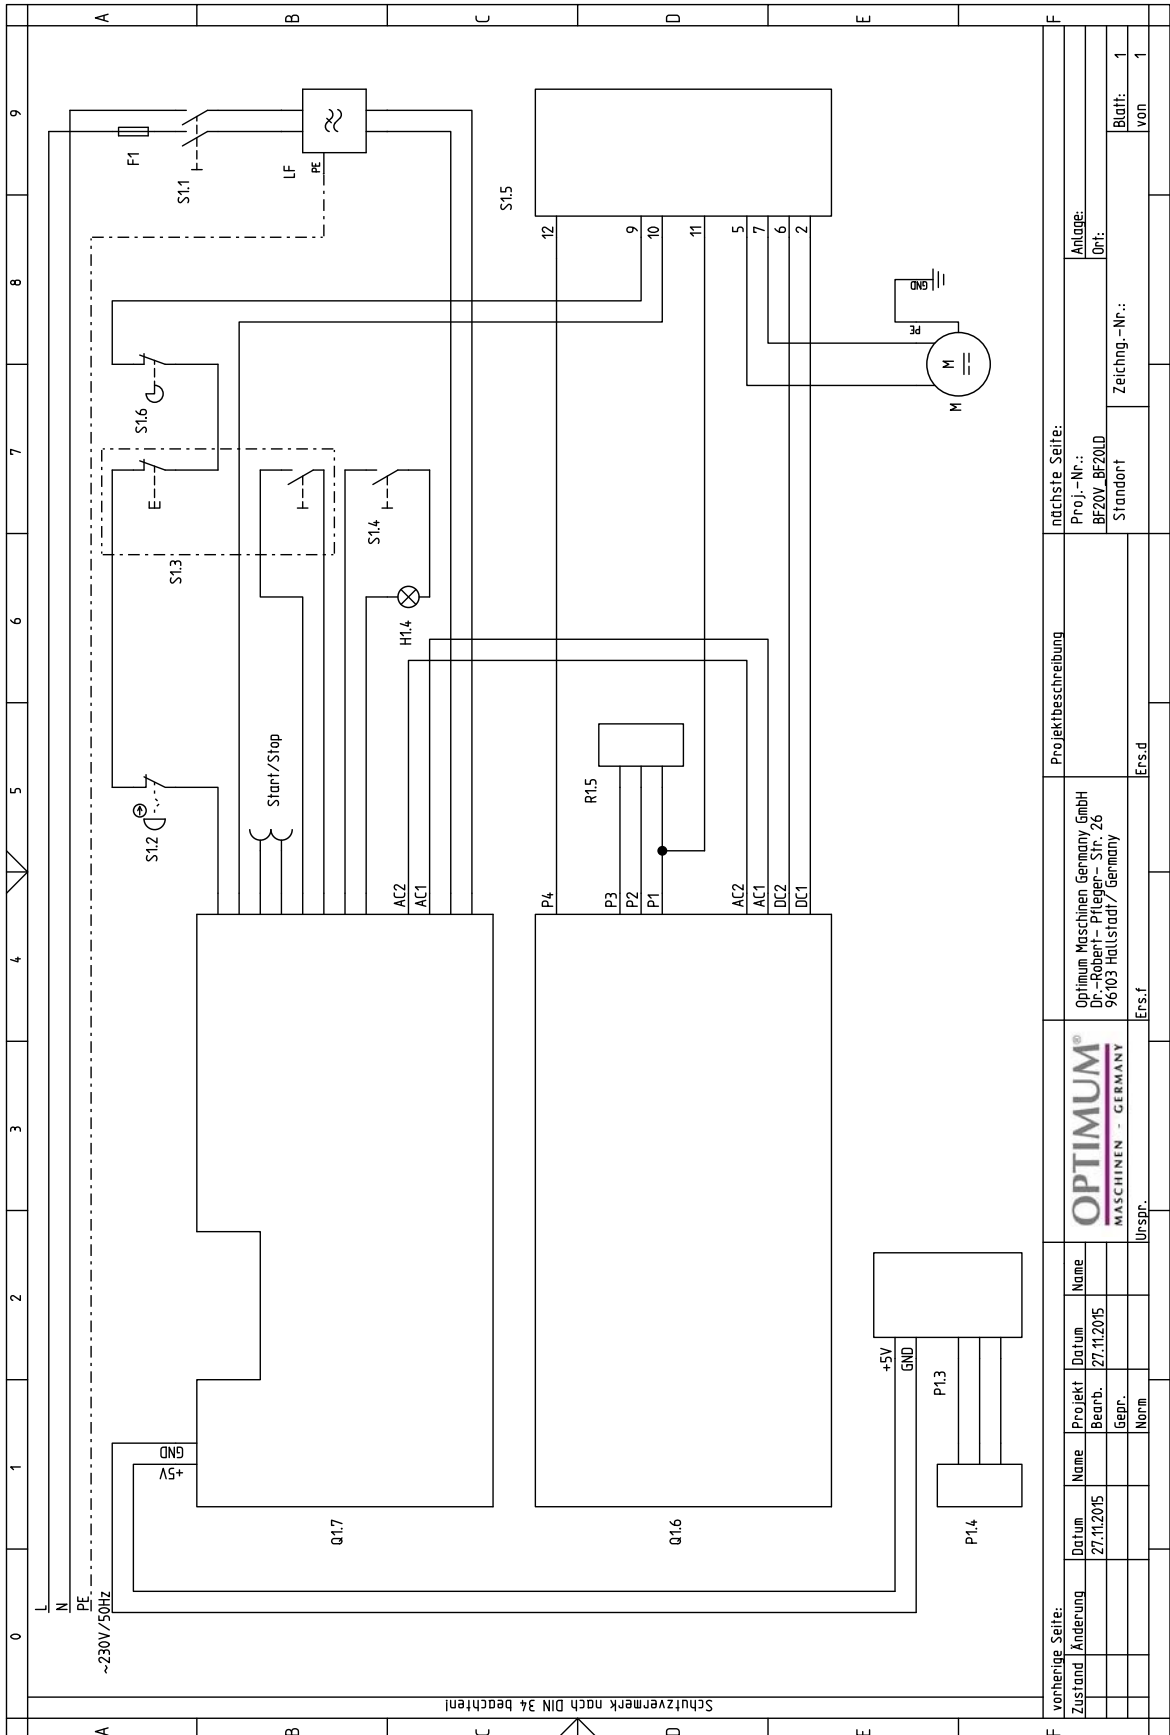 0 1 2 3 4 5 6 7 8 9
A
A
B
B
C
C
D
D
E
E
F
F
Schutzvermerk nach DIN 34 beachten!
L
N
PE
~230V/50Hz
F1
S1.1
LF
PE
S1.6
S1.3
S1.2
Start/Stop
S1.4
H1.4
+5V
GND
Q1.7
AC2
AC1
S1.5
12
9
10
11
5
7
6
2
P4
P3
P2
P1
AC2
AC1
DC2
DC1
R1.5
Q1.6
M
M
PE
GND
+5V
GND
P1.3
P1.4
vorherige Seite:
Zustand Änderung Datum Name Projekt Datum Name
27.11.2015 Bearb. 27.11.2015
Gepr.
Norm
Urspr.
OPTIMUM®
MASCHINEN - GERMANY
Optimum Maschinen Germany GmbH
Dr.-Robert- Pfleger- Str. 26
96103 Hallstadt/ Germany
Ers.f
Ers.d
Projektbeschreibung
nächste Seite:
Proj.-Nr.:
BF20V_BF20LD
Standort
Anlage:
Ort:
Zeichng.-Nr.:
Blatt: 1
von 1